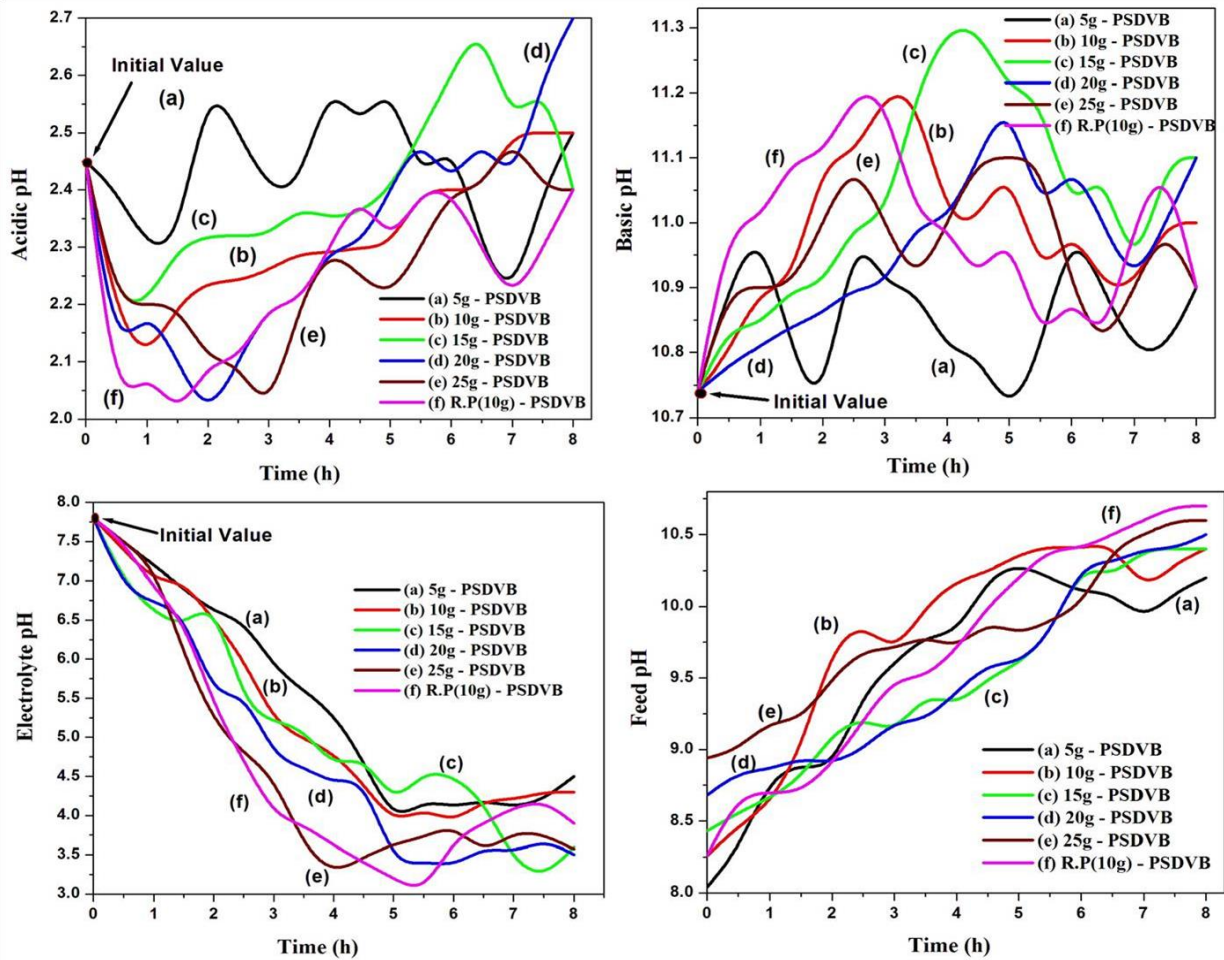 2.7
2.6
2.5
2.4
2.3
2.2
2.1
2.0
Acidic pH
Initial Value
(a)
(d)
(c)
(b)
(e)
(f)
(a) 5g - PSDVB
(b) 10g - PSDVB
(c) 15g - PSDVB
(d) 20g - PSDVB
(e) 25g - PSDVB
(f) R.P(10g) - PSDVB
0 1 2 3 4 5 6 7 8
Time (h)
11.3
11.2
11.1
11.0
10.9
10.8
10.7
Basic pH
(a) 5g - PSDVB
(b) 10g - PSDVB
(c) 15g - PSDVB
(d) 20g - PSDVB
(e) 25g - PSDVB
(f) R.P(10g) - PSDVB
(c)
(b)
(f)
(e)
(d)
(a)
Initial Value
0 1 2 3 4 5 6 7 8
Time (h)
8.0
7.5
7.0
6.5
6.0
5.5
5.0
4.5
4.0
3.5
3.0
Electrolyte pH
Initial Value
(a) 5g - PSDVB
(b) 10g - PSDVB
(c) 15g - PSDVB
(d) 20g - PSDVB
(e) 25g - PSDVB
(f) R.P(10g) - PSDVB
(a)
(b)
(c)
(d)
(f)
(e)
0 1 2 3 4 5 6 7 8
Time (h)
10.5
10.0
9.5
9.0
8.5
8.0
Feed pH
(f)
(b)
(a)
(e)
(c)
(d)
(a) 5g - PSDVB
(b) 10g - PSDVB
(c) 15g - PSDVB
(d) 20g - PSDVB
(e) 25g - PSDVB
(f) R.P(10g) - PSDVB
0 1 2 3 4 5 6 7 8
Time (h)